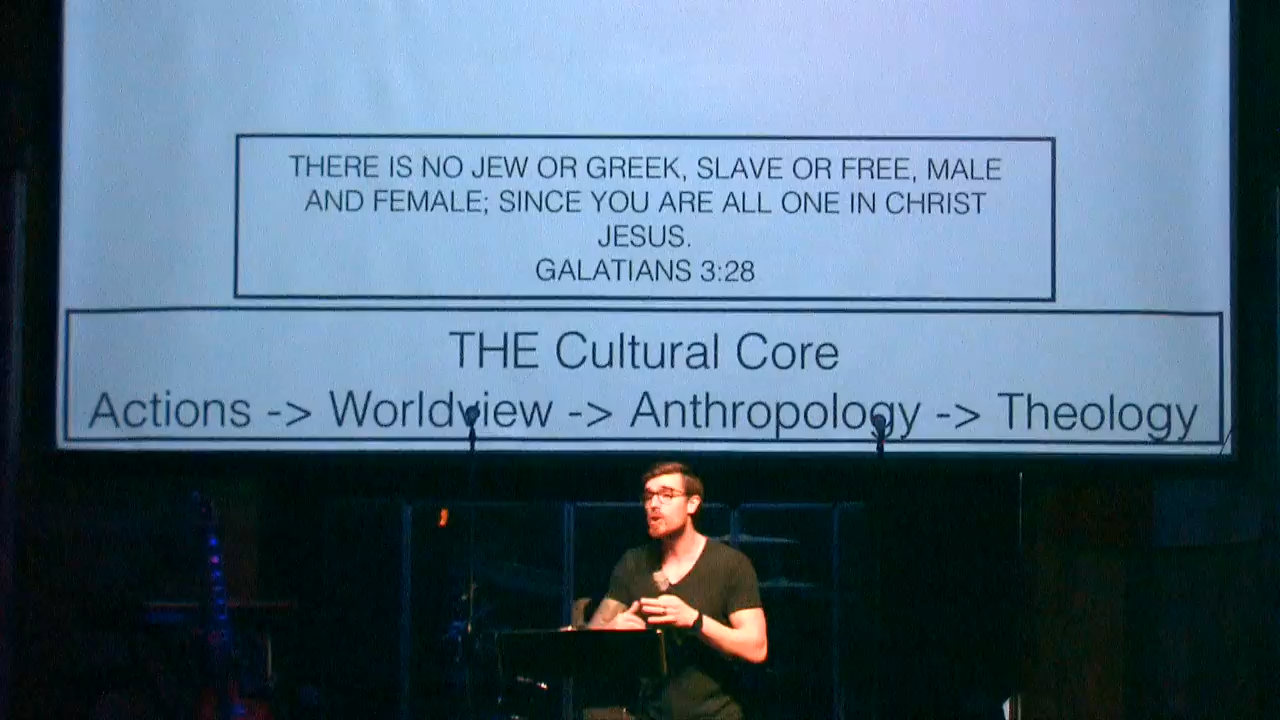 THERE IS NO JEW OR GREEK, SLAVE OR FREE, MALE
AND FEMALE; SINCE YOU ARE ALL ONE IN CHRIST
JESUS.
GALATIANS 3:28
THE Cultural Core
Actions -> Worldview -> Anthropology -> Theology